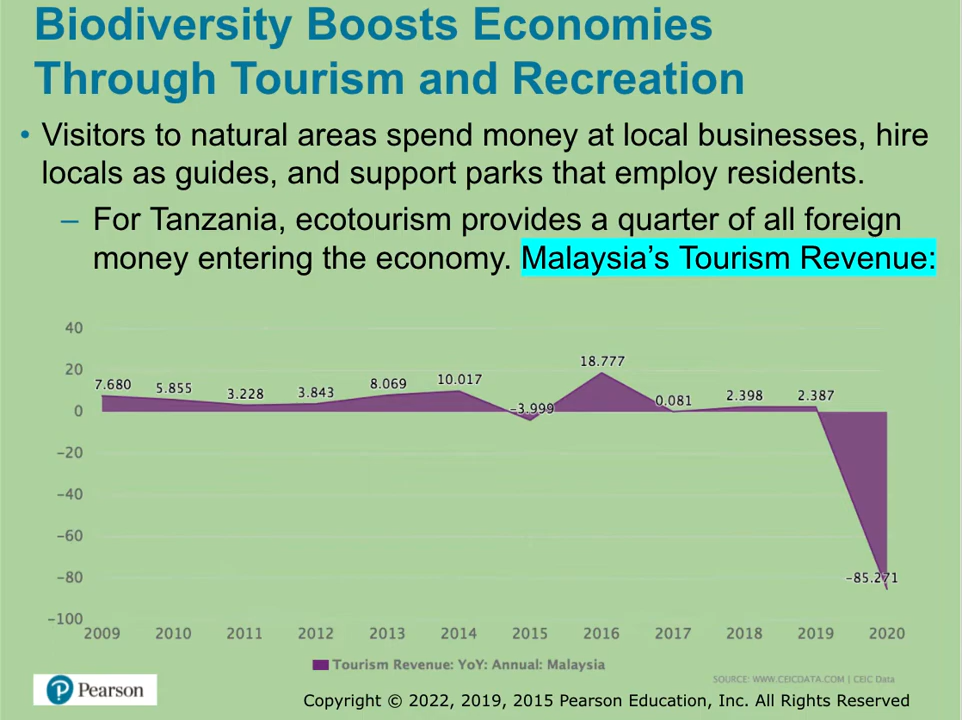 Biodiversity Boosts Economies
Through Tourism and Recreation
• Visitors to natural areas spend money at local businesses, hire
locals as guides, and support parks that employ residents.
– For Tanzania, ecotourism provides a quarter of all foreign
money entering the economy. Malaysia's Tourism Revenue:
40
20
0
−20
−40
−60
−80
−100
7.680
5.855
3.228
3.843
8.069
10.017
−3.999
18.777
0.081
2.398
2.387
−85.271
2009 2010 2011 2012 2013 2014 2015 2016 2017 2018 2019 2020
Tourism Revenue: YoY: Annual: Malaysia
SOURCE: WWW.CEICDATA.COM | CEIC Data
Pearson
Copyright © 2022, 2019, 2015 Pearson Education, Inc. All Rights Reserved